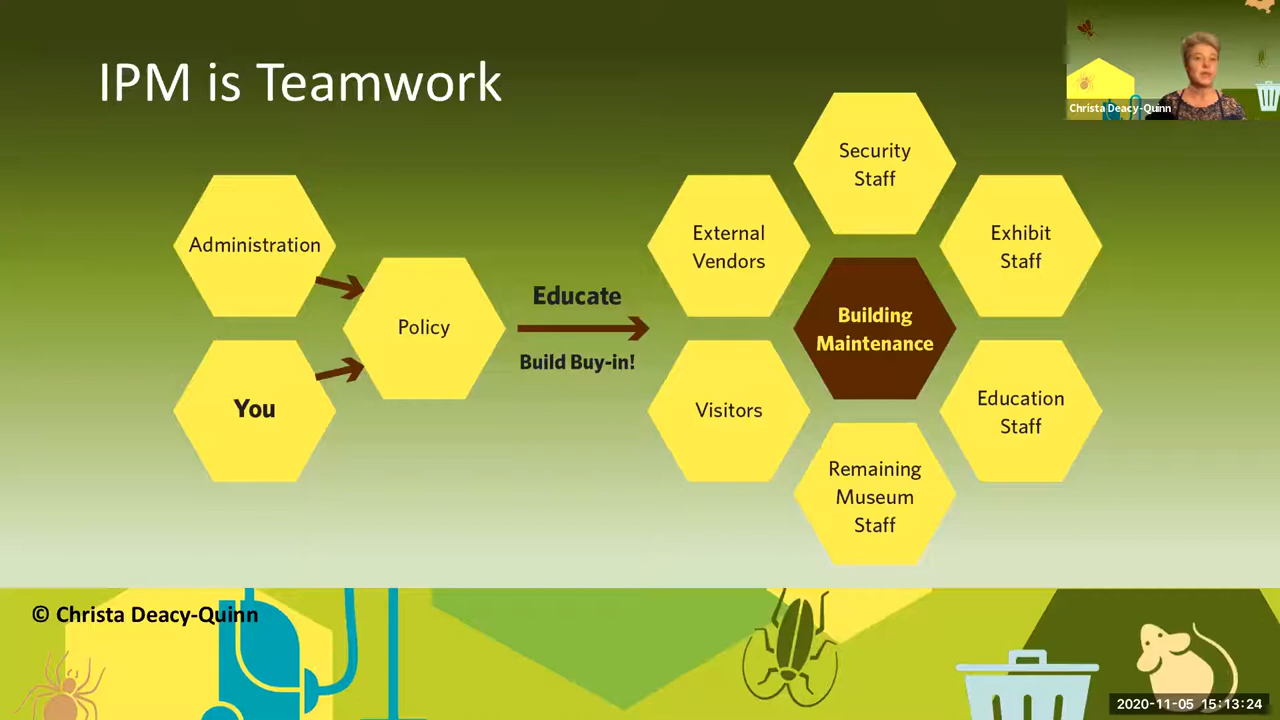 IPM is Teamwork
Christa Deacy-Quinn
Administration
You
Policy
Educate
Build Buy-in!
Security
Staff
External
Vendors
Exhibit
Staff
Building
Maintenance
Visitors
Education
Staff
Remaining
Museum
Staff
© Christa Deacy-Quinn
2020-11-05 15:13:24